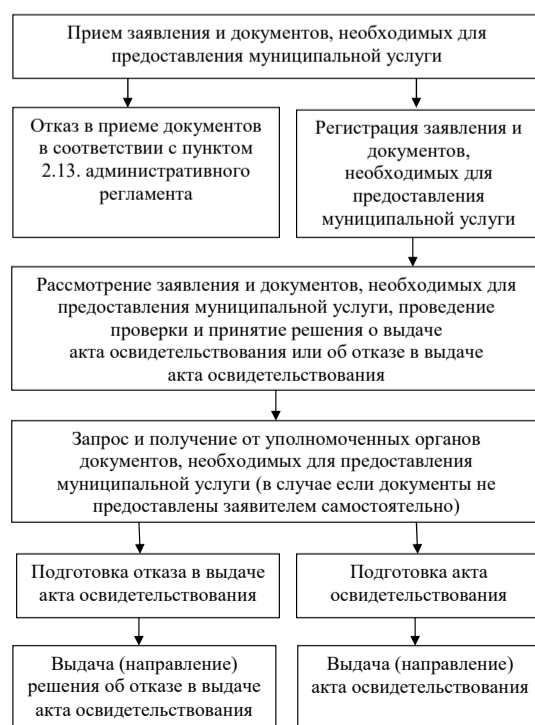 Прием заявления и документов, необходимых для
предоставления муниципальной услуги
Отказ в приеме документов
в соответствии с пунктом
2.13. административного
регламента
Регистрация заявления и
документов,
необходимых для
предоставления
муниципальной услуги
Рассмотрение заявления и документов, необходимых для
предоставления муниципальной услуги, проведение
проверки и принятие решения о выдаче
акта освидетельствования или об отказе в выдаче
акта освидетельствования
Запрос и получение от уполномоченных органов
документов, необходимых для предоставления
муниципальной услуги (в случае если документы не
предоставлены заявителем самостоятельно)
Подготовка отказа в выдаче
акта освидетельствования
Подготовка акта
освидетельствования
Выдача (направление)
решения об отказе в выдаче
акта освидетельствования
Выдача (направление)
акта освидетельствования